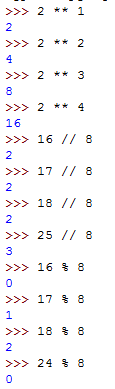 >>> 2 ** 1
2
>>> 2 ** 2
4
>>> 2 ** 3
8
>>> 2 ** 4
16
>>> 16 // 8
2
>>> 17 // 8
2
>>> 18 // 8
2
>>> 25 // 8
3
>>> 16 % 8
0
>>> 17 % 8
1
>>> 18 % 8
2
>>> 24 % 8
0